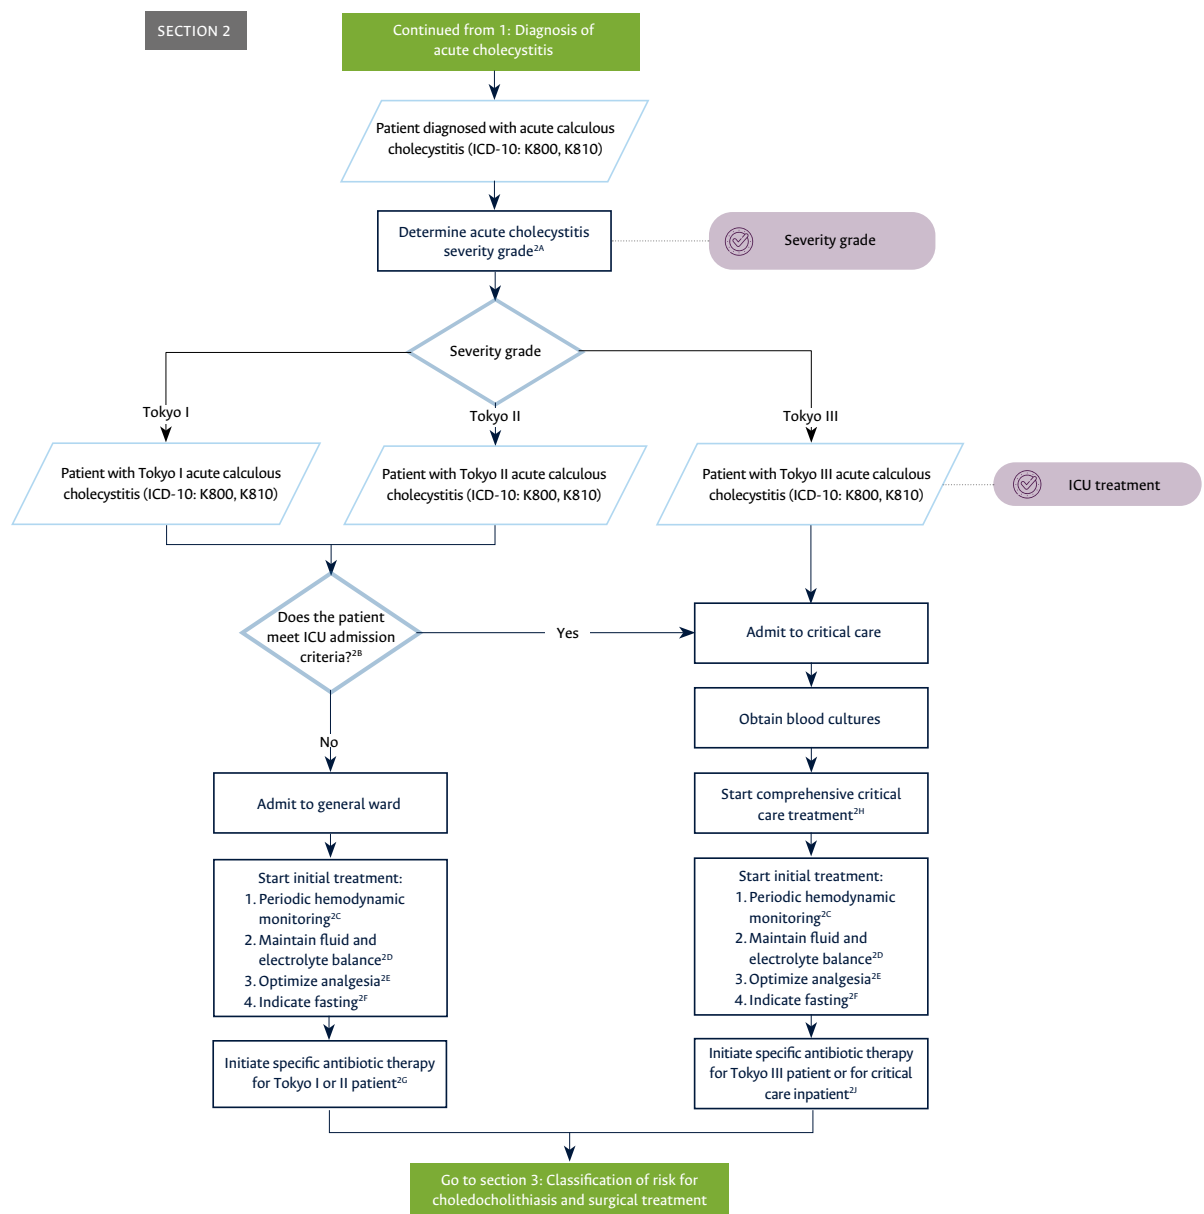 SECTION 2
Continued from 1: Diagnosis of
acute cholecystitis
Patient diagnosed with acute calculous
cholecystitis (ICD-10: K800, K810)
Determine acute cholecystitis
severity grade2A
Severity grade
Severity grade
Tokyo I
Tokyo II
Tokyo III
Patient with Tokyo I acute calculous
cholecystitis (ICD-10: K800, K810)
Patient with Tokyo II acute calculous
cholecystitis (ICD-10: K800, K810)
Patient with Tokyo III acute calculous
cholecystitis (ICD-10: K800, K810)
ICU treatment
Does the patient
meet ICU admission
criteria?2B
Yes
No
Admit to critical care
Obtain blood cultures
Start comprehensive critical
care treatment2H
Admit to general ward
Start initial treatment:
1. Periodic hemodynamic
monitoring2C
2. Maintain fluid and
electrolyte balance2D
3. Optimize analgesia2E
4. Indicate fasting2F
Start initial treatment:
1. Periodic hemodynamic
monitoring2C
2. Maintain fluid and
electrolyte balance2D
3. Optimize analgesia2E
4. Indicate fasting2F
Initiate specific antibiotic therapy
for Tokyo I or II patient2G
Initiate specific antibiotic therapy
for Tokyo III patient or for critical
care inpatient2J
Go to section 3: Classification of risk for
choledocholithiasis and surgical treatment